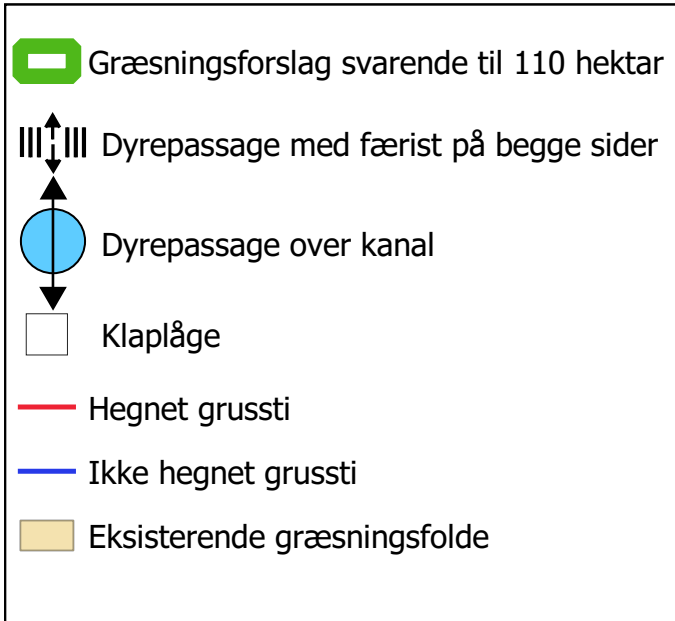 Græsningsforslag svarende til 110 hektar
Dyrepassage med færist på begge sider
Dyrepassage over kanal
Klaplåge
Hegnet grussti
Ikke hegnet grussti
Eksisterende græsningsfolde